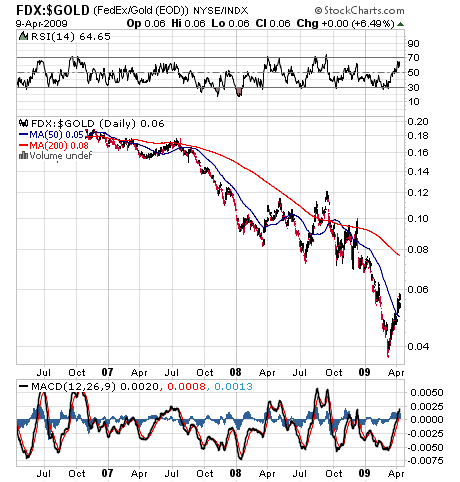 FDX:$GOLD (FedEx/Gold (EOD)) NYSE/INDX © StockCharts.com
9-Apr-2009 Op 0.06 Hi 0.06 Lo 0.06 Cl 0.06 Chg +0.00 (+6.49%)
RSI(14) 64.65
90
70
50
30
10
FDX:$GOLD (Daily) 0.06
MA(50) 0.05
MA(200) 0.08
Volume undef
0.20
0.18
0.16
0.14
0.12
0.10
0.08
0.06
0.04
Jul Oct 07 Apr Jul Oct 08 Apr Jul Oct 09 Apr
MACD(12,26,9) 0.0020, 0.0008, 0.0013
0.0050
0.0025
0.0000
-0.0025
-0.0050
-0.0075
Jul Oct 07 Apr Jul Oct 08 Apr Jul Oct 09 Apr